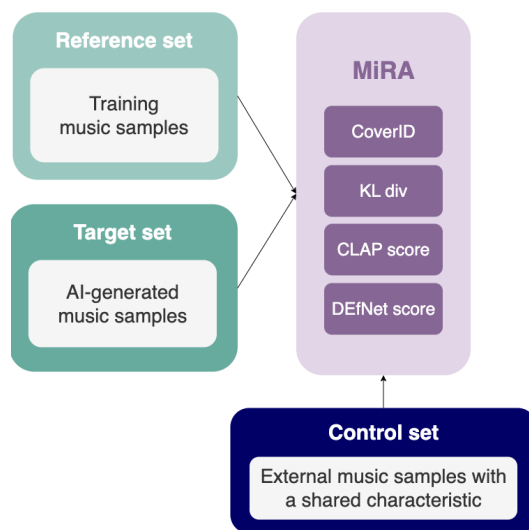 Reference set
Training
music samples
Target set
AI-generated
music samples
MiRA
CoverID
KL div
CLAP score
DEfNet score
Control set
External music samples with
a shared characteristic